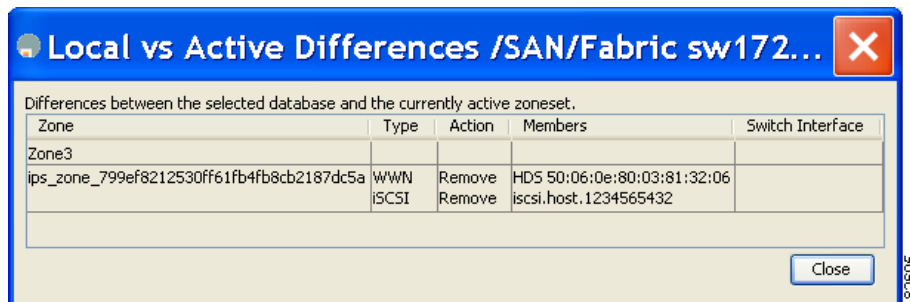 Local vs Active Differences /SAN/Fabric sw172...
Differences between the selected database and the currently active zoneset.
Zone Type Action Members Switch Interface
Zone3
ips_zone_799ef8212530ff61fb4fb8cb2187dc5a WWN Remove HDS 50:06:0e:80:03:81:32:06
iSCSI Remove iscsi.host.1234565432
Close